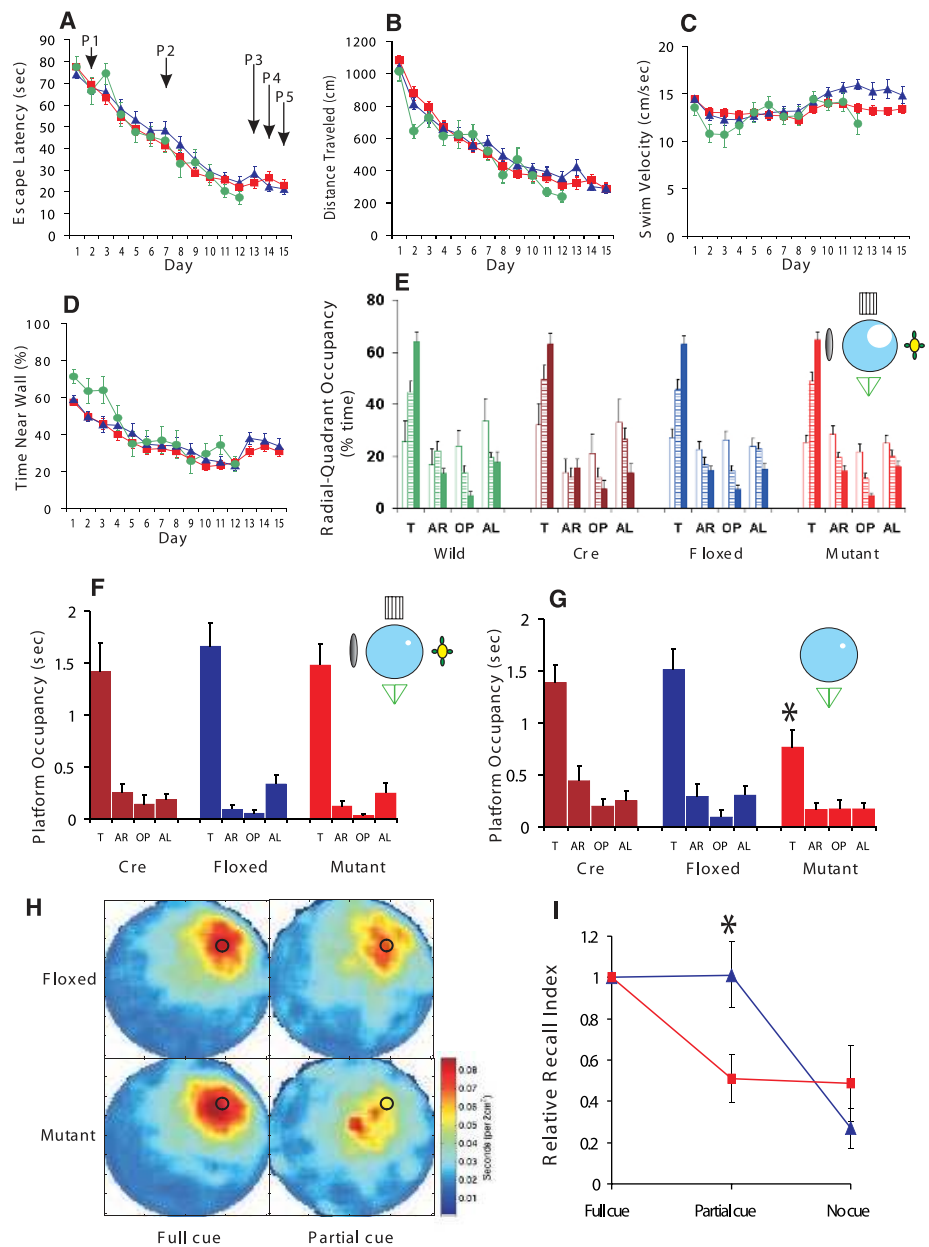 A
Escape Latency (sec)
90
80
70
60
50
40
30
20
10
0
P1
P2
P3
P4
P5
1 2 3 4 5 6 7 8 9 10 11 12 13 14 15
Day
B
Distance Traveled (cm)
1200
1000
800
600
400
200
0
1 2 3 4 5 6 7 8 9 10 11 12 13 14 15
Day
C
Swim Velocity (cm/sec)
25
20
15
10
5
0
1 2 3 4 5 6 7 8 9 10 11 12 13 14 15
Day
D
Time Near Wall (%)
100
80
60
40
20
0
1 2 3 4 5 6 7 8 9 10 11 12 13 14 15
Day
E
Radial-Quadrant Occupancy
(% time)
80
60
40
20
0
T AR OP AL T AR OP AL T AR OP AL T AR OP AL
Wild Cre Floxed Mutant
F
Platform Occupancy (sec)
2
1.5
1
0.5
0
T AR OP AL T AR OP AL T AR OP AL
Cre Floxed Mutant
G
Platform Occupancy (sec)
2
1.5
1
0.5
0
*
T AR OP AL T AR OP AL T AR OP AL
Cre Floxed Mutant
H
Floxed
Mutant
Full cue Partial cue
0.08
0.07
0.06
0.05
0.04
0.03
0.02
0.01
Seconds (per 2cm²)
I
Relative Recall Index
1.2
1
0.8
0.6
0.4
0.2
0
*
Full cue Partial cue No cue